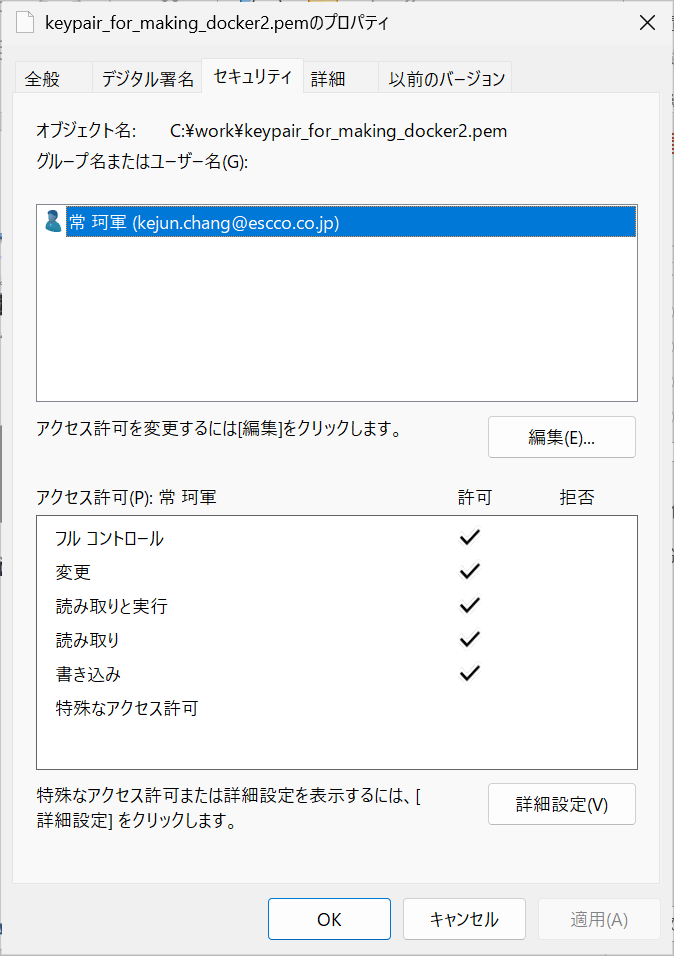 keypair_for_making_docker2.pemのプロパティ
全般 デジタル署名 セキュリティ 詳細 以前のバージョン
オブジェクト名: C:¥work¥keypair_for_making_docker2.pem
グループ名またはユーザー名(G):
常 珂軍 (kejun.chang@escco.co.jp)
アクセス許可を変更するには[編集]をクリックします。
編集(E)...
アクセス許可(P): 常 珂軍 許可 拒否
フル コントロール
変更
読み取りと実行
読み取り
書き込み
特殊なアクセス許可
特殊なアクセス許可または詳細設定を表示するには、[
詳細設定] をクリックします。
詳細設定(V)
OK キャンセル 適用(A)